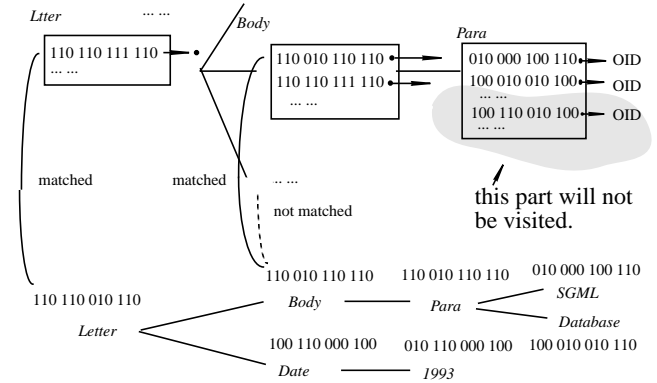 Ltter
... ...
Body
Para
110 110 111 110
... ...
110 010 110 110
110 110 111 110
... ...
010 000 100 110
OID
100 010 010 100
OID
... ...
100 110 010 100
OID
... ...
matched
matched
.. ...
not matched
this part will not
be visited.
110 110 010 110
110 010 110 110
110 010 110 110
010 000 100 110
Letter
Body
Para
SGML
Database
100 110 000 100
010 110 000 100
100 010 010 110
Date
1993